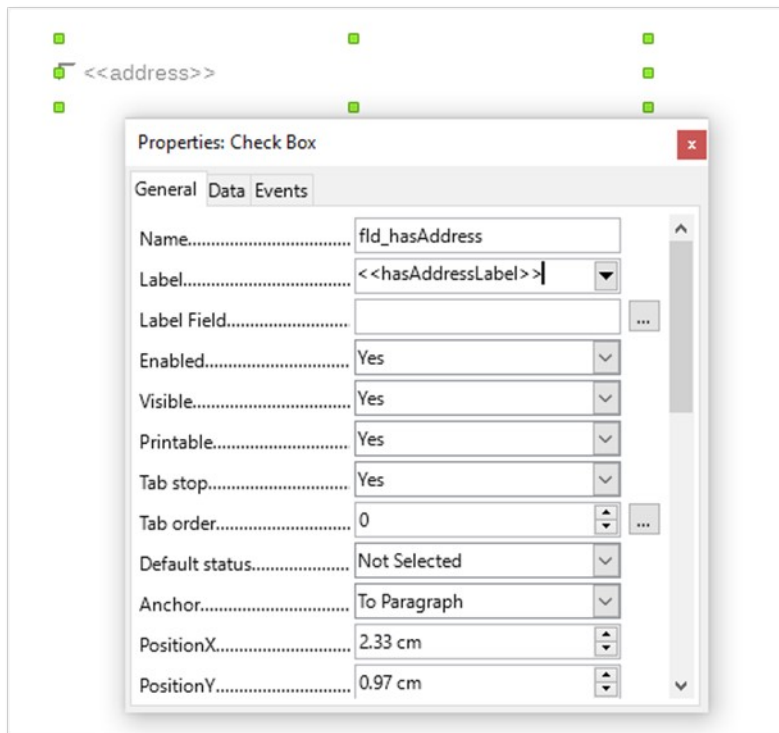 <<address>>
Properties: Check Box
x
General Data Events
Name................................. fld_hasAddress
Label................................... <<hasAddressLabel>>
Label Field.......................... ...
Enabled.............................. Yes
Visible................................ Yes
Printable............................ Yes
Tab stop............................. Yes
Tab order........................... 0 ...
Default status.................... Not Selected
Anchor............................... To Paragraph
PositionX........................... 2.33 cm
PositionY........................... 0.97 cm